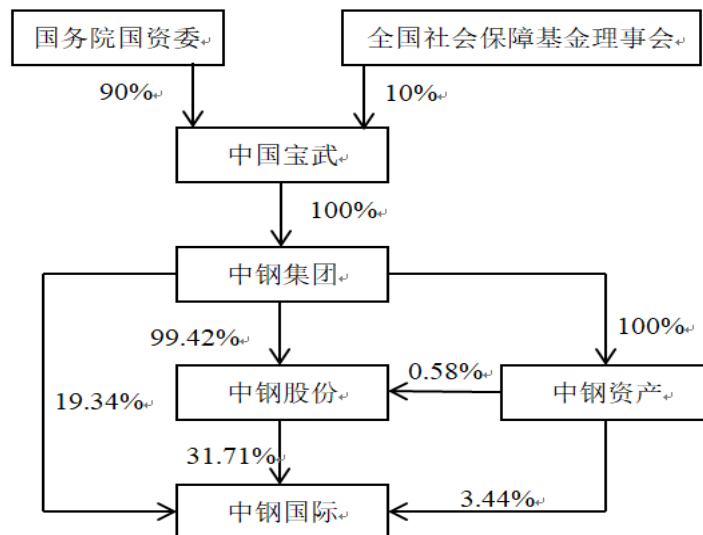 国务院国资委
全国社会保障基金理事会
90%
10%
中国宝武
100%
中钢集团
100%
99.42%
0.58%
中钢股份
中钢资产
19.34%
31.71%
3.44%
中钢国际